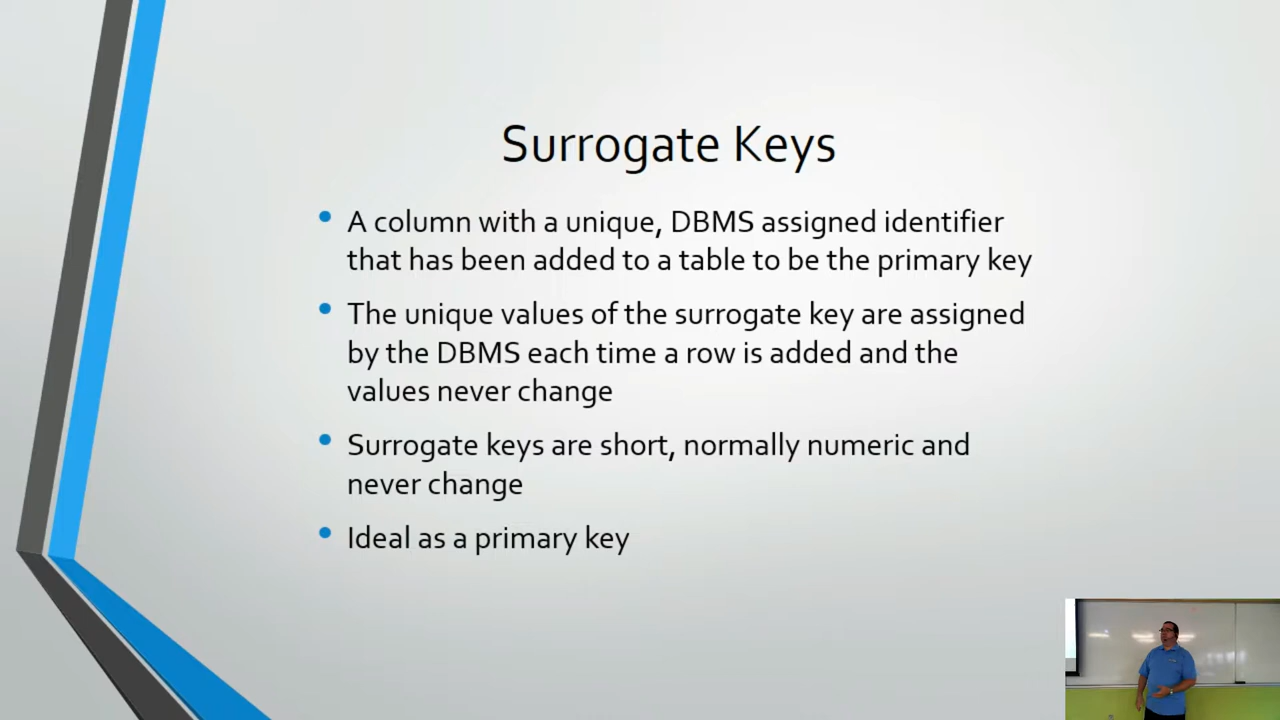 Surrogate Keys
• A column with a unique, DBMS assigned identifier
that has been added to a table to be the primary key
• The unique values of the surrogate key are assigned
by the DBMS each time a row is added and the
values never change
• Surrogate keys are short, normally numeric and
never change
• Ideal as a primary key